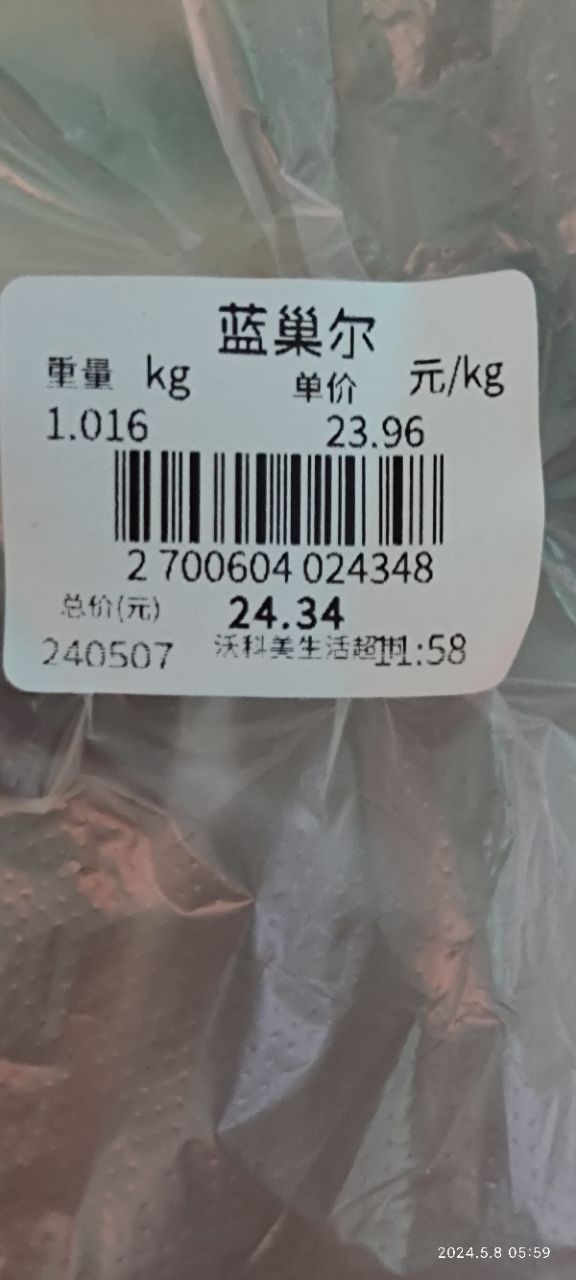 蓝巢尔
重量 kg 单价 元/kg
1.016 23.96
2 700604 024348
总价(元) 24.34
240507 沃科美生活超 11:58
2024.5.8 05:59